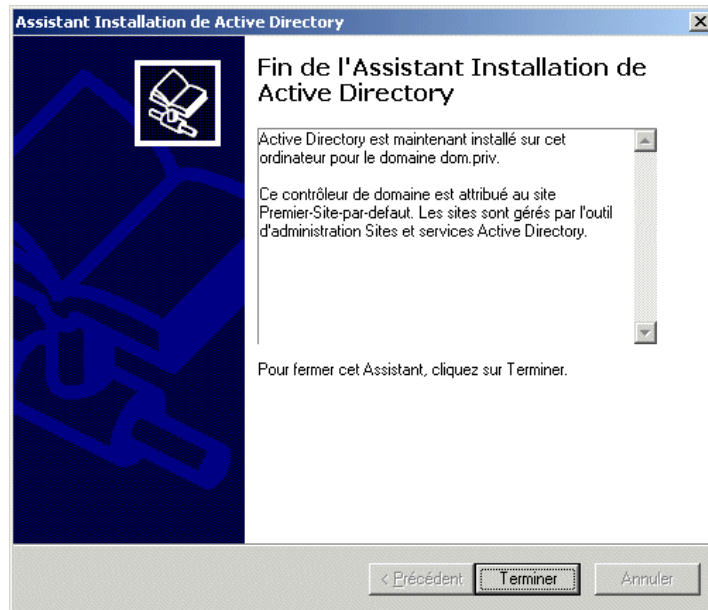 Assistant Installation de Active Directory
Fin de l'Assistant Installation de
Active Directory
Active Directory est maintenant installé sur cet
ordinateur pour le domaine dom.priv.
Ce contrôleur de domaine est attribué au site
Premier-Site-par-defaut. Les sites sont gérés par l'outil
d'administration Sites et services Active Directory.
Pour fermer cet Assistant, cliquez sur Terminer.
< Précédent
Terminer
Annuler